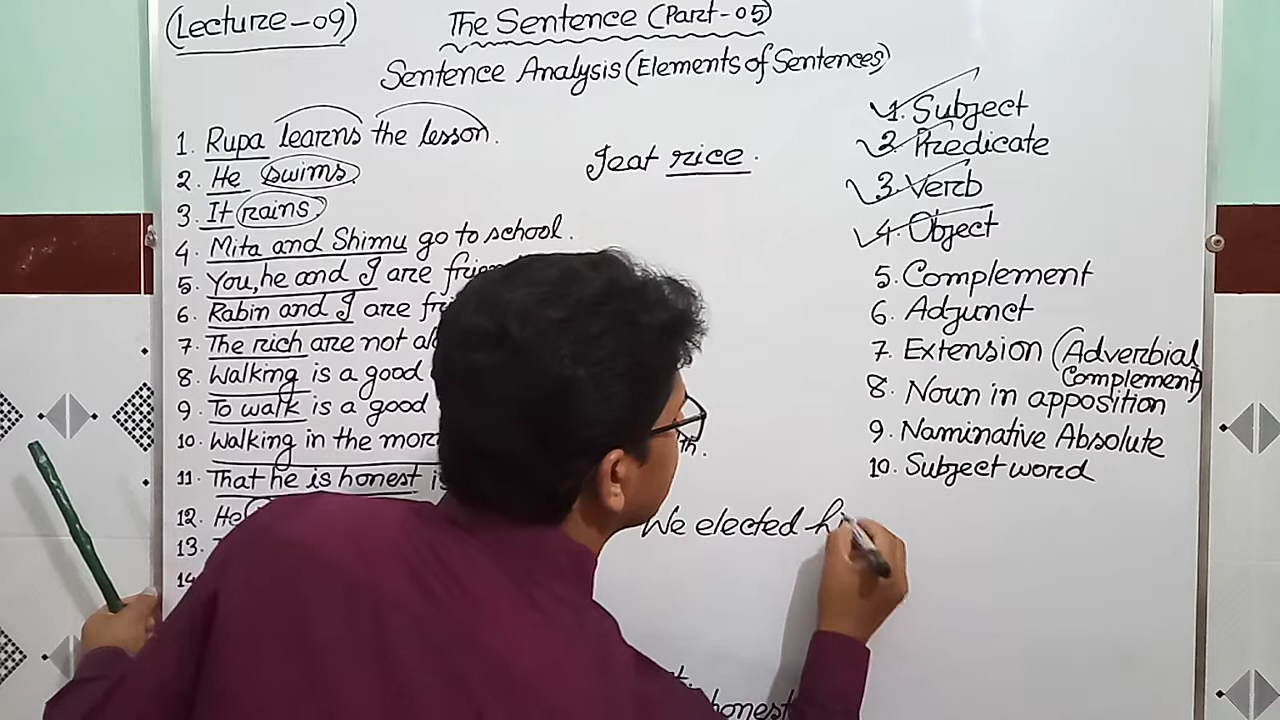 (Lecture-09)
The Sentence (Part-05)
Sentence Analysis (Elements of Sentences)
1. Rupa learns the lesson.
2. He swims.
3. It rains.
4. Mita and Shimu go to school.
5. You, he and I are
6. Rabin and I are
7. The rich are not
8. Walking is a good
9. To walk is a good
10. Walking in the
11. That he is honest
12. He
13.
14
I eat rice.
th.
We elected
honest
1. Subject
2. Predicate
3. Verb
4. Object
5. Complement
6. Adjunct
7. Extension (Adverbial
Complement)
8. Noun in apposition
9. Naminative Absolute
10. Subject word